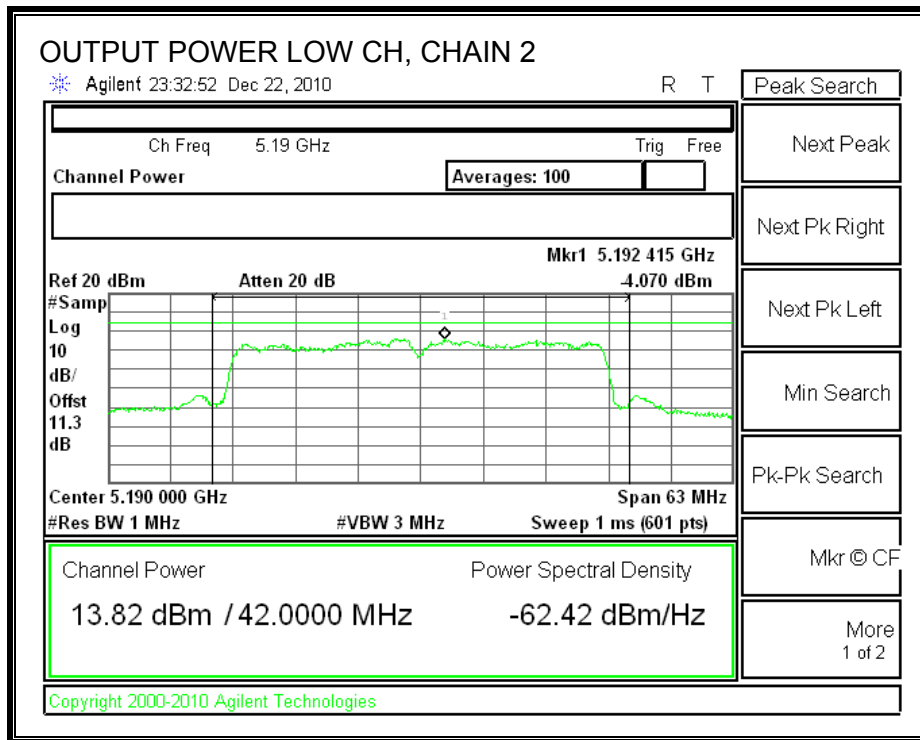 OUTPUT POWER LOW CH, CHAIN 2
Agilent 23:32:52 Dec 22, 2010 R T
Peak Search
Ch Freq 5.19 GHz Trig Free
Channel Power Averages: 100
Mkr1 5.192 415 GHz
Ref 20 dBm Atten 20 dB -4.070 dBm
#Samp
Log
10
dB/
Offst
11.3
dB
1
Center 5.190 000 GHz Span 63 MHz
#Res BW 1 MHz #VBW 3 MHz Sweep 1 ms (601 pts)
Channel Power Power Spectral Density
13.82 dBm / 42.0000 MHz -62.42 dBm/Hz
Copyright 2000-2010 Agilent Technologies
Next Peak
Next Pk Right
Next Pk Left
Min Search
Pk-Pk Search
Mkr © CF
More
1 of 2